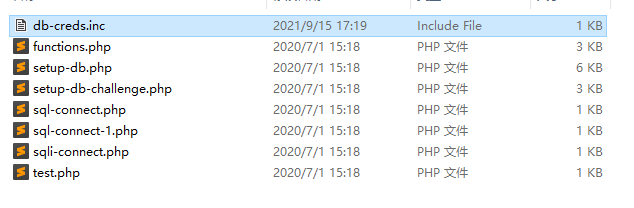 db-creds.inc 2021/9/15 17:19 Include File 1 KB
functions.php 2020/7/1 15:18 PHP 文件 3 KB
setup-db.php 2020/7/1 15:18 PHP 文件 6 KB
setup-db-challenge.php 2020/7/1 15:18 PHP 文件 3 KB
sql-connect.php 2020/7/1 15:18 PHP 文件 1 KB
sql-connect-1.php 2020/7/1 15:18 PHP 文件 1 KB
sqli-connect.php 2020/7/1 15:18 PHP 文件 1 KB
test.php 2020/7/1 15:18 PHP 文件 1 KB